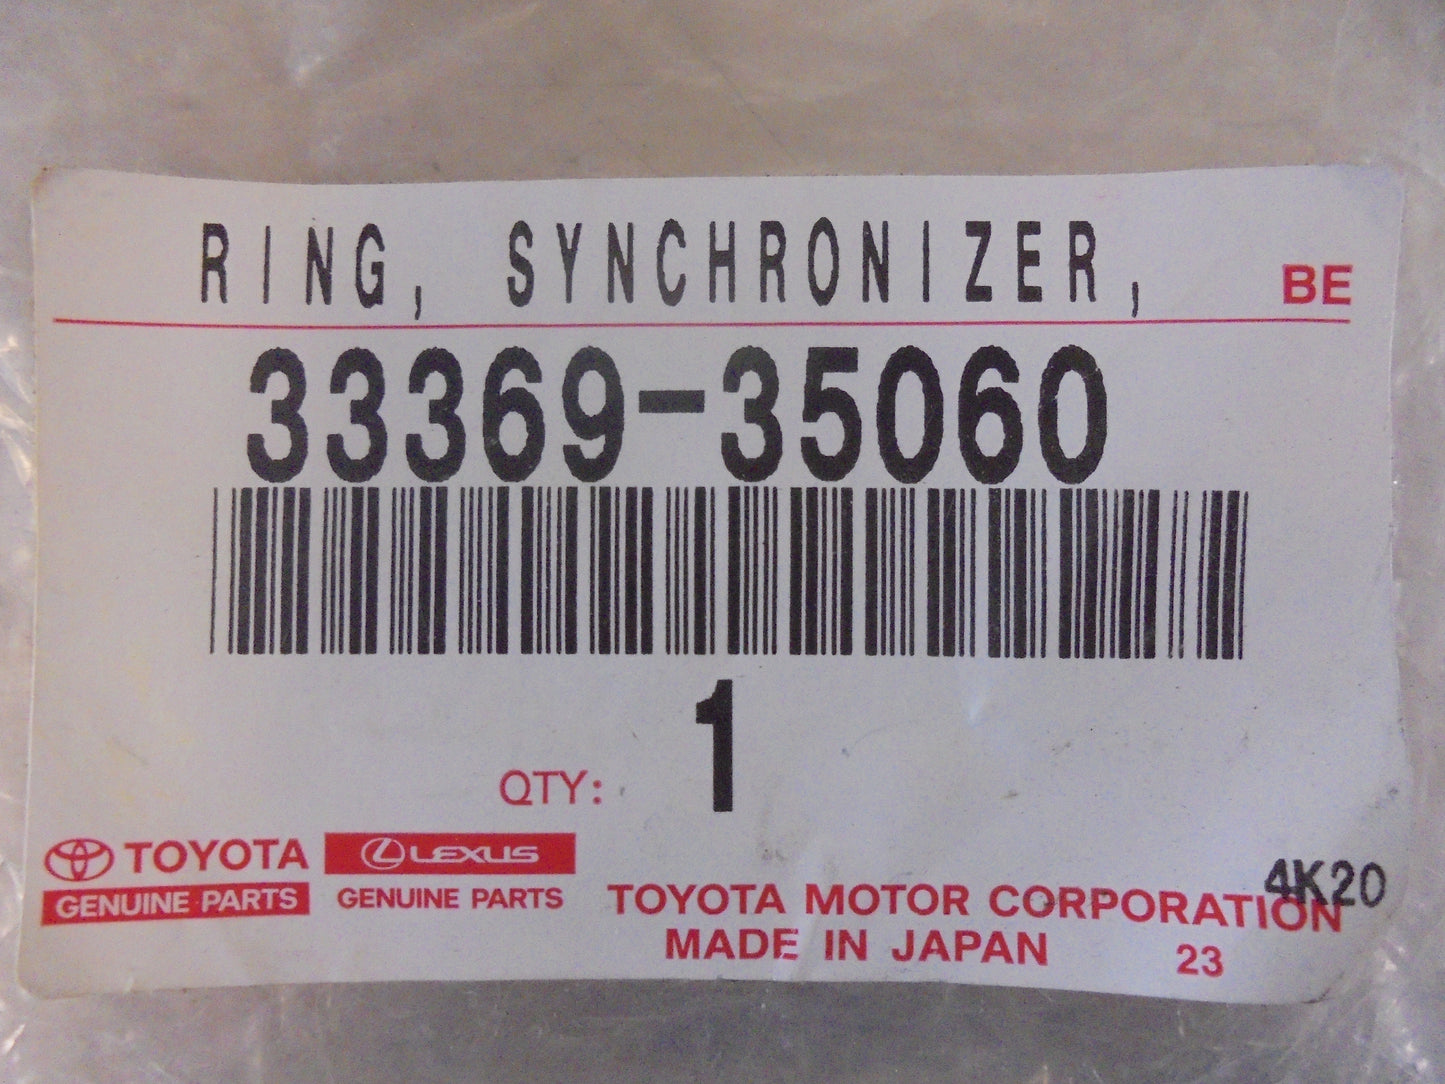 RING, SYNCHRONIZER,
BE
33369-35060
1
QTY:
TOYOTA
GENUINE PARTS
LEXUS
GENUINE PARTS
4K20
TOYOTA MOTOR CORPORATION
MADE IN JAPAN
23